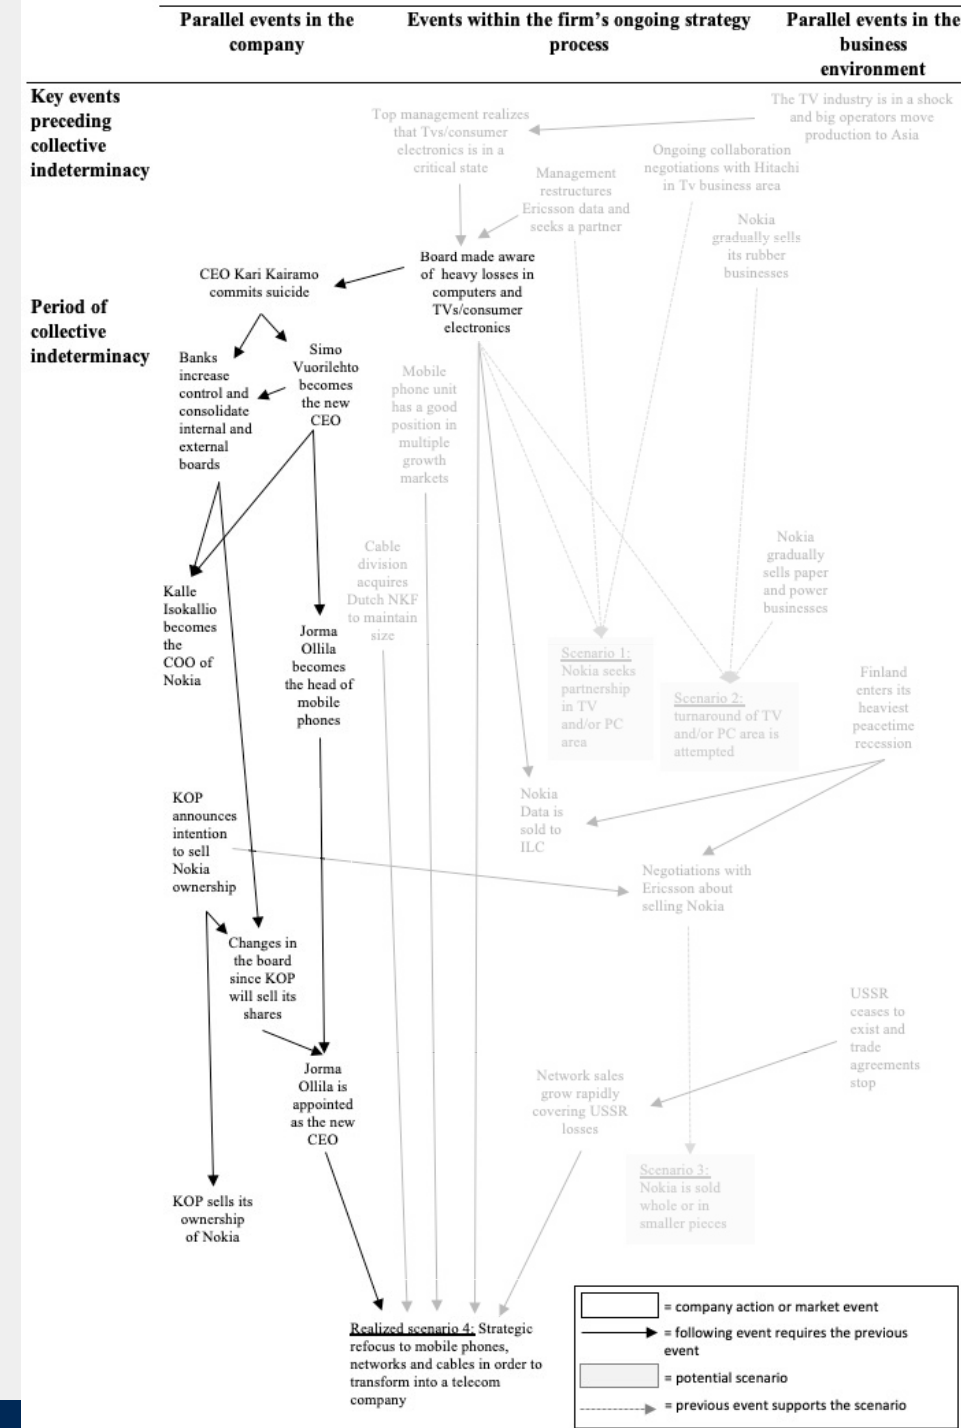 Parallel events in the
company
Events within the firm's ongoing strategy
process
Parallel events in the
business
environment
Key events
preceding
collective
indeterminacy
Top management realizes
that Tvs/consumer
electronics is in a
critical state
The TV industry is in a shock
and big operators move
production to Asia
Ongoing collaboration
negotiations with Hitachi
in Tv business area
Management
restructures
Ericsson data and
seeks a partner
Nokia
gradually sells
its rubber
businesses
Board made aware
of heavy losses in
computers and
TVs/consumer
electronics
CEO Kari Kairamo
commits suicide
Period of
collective
indeterminacy
Banks
increase
control and
consolidate
internal and
external
boards
Simo
Vuorilehto
becomes
the new
CEO
Mobile
phone unit
has a good
position in
multiple
growth
markets
Cable
division
acquires
Dutch NKF
to maintain
size
Nokia
gradually
sells paper
and power
businesses
Kalle
Isokallio
becomes
the
COO of
Nokia
Jorma
Ollila
becomes
the head of
mobile
phones
Scenario 1:
Nokia seeks
partnership
in TV
and/or PC
area
Scenario 2:
turnaround of TV
and/or PC area is
attempted
Finland
enters its
heaviest
peacetime
recession
KOP
announces
intention
to sell
Nokia
ownership
Nokia
Data is
sold to
ILC
Negotiations with
Ericsson about
selling Nokia
Changes in
the board
since KOP
will sell its
shares
USSR
ceases to
exist and
trade
agreements
stop
Jorma
Ollila is
appointed
as the new
CEO
Network sales
grow rapidly
covering USSR
losses
Scenario 3:
Nokia is sold
whole or in
smaller pieces
KOP sells its
ownership
of Nokia
Realized scenario 4: Strategic
refocus to mobile phones,
networks and cables in order to
transform into a telecom
company
= company action or market event
= following event requires the previous
event
= potential scenario
= previous event supports the scenario